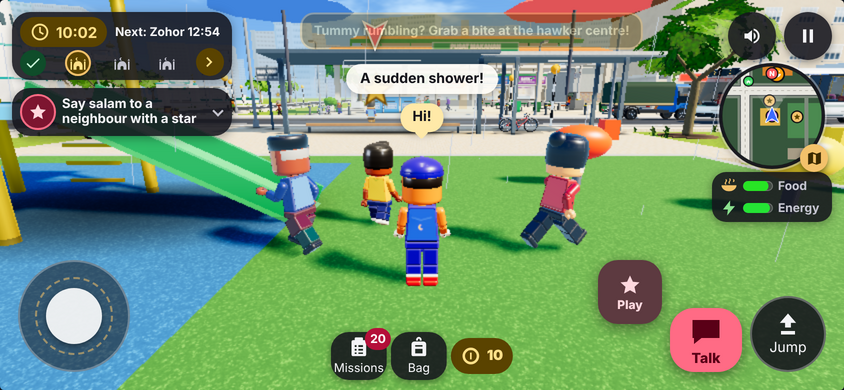 10:02 Next: Zohor 12:54
Say salam to a
neighbour with a star
Tummy rumbling? Grab a bite at the hawker centre!
A sudden shower!
Hi!
N
Food
Energy
Play
Talk
Jump
Missions
20
Bag
10